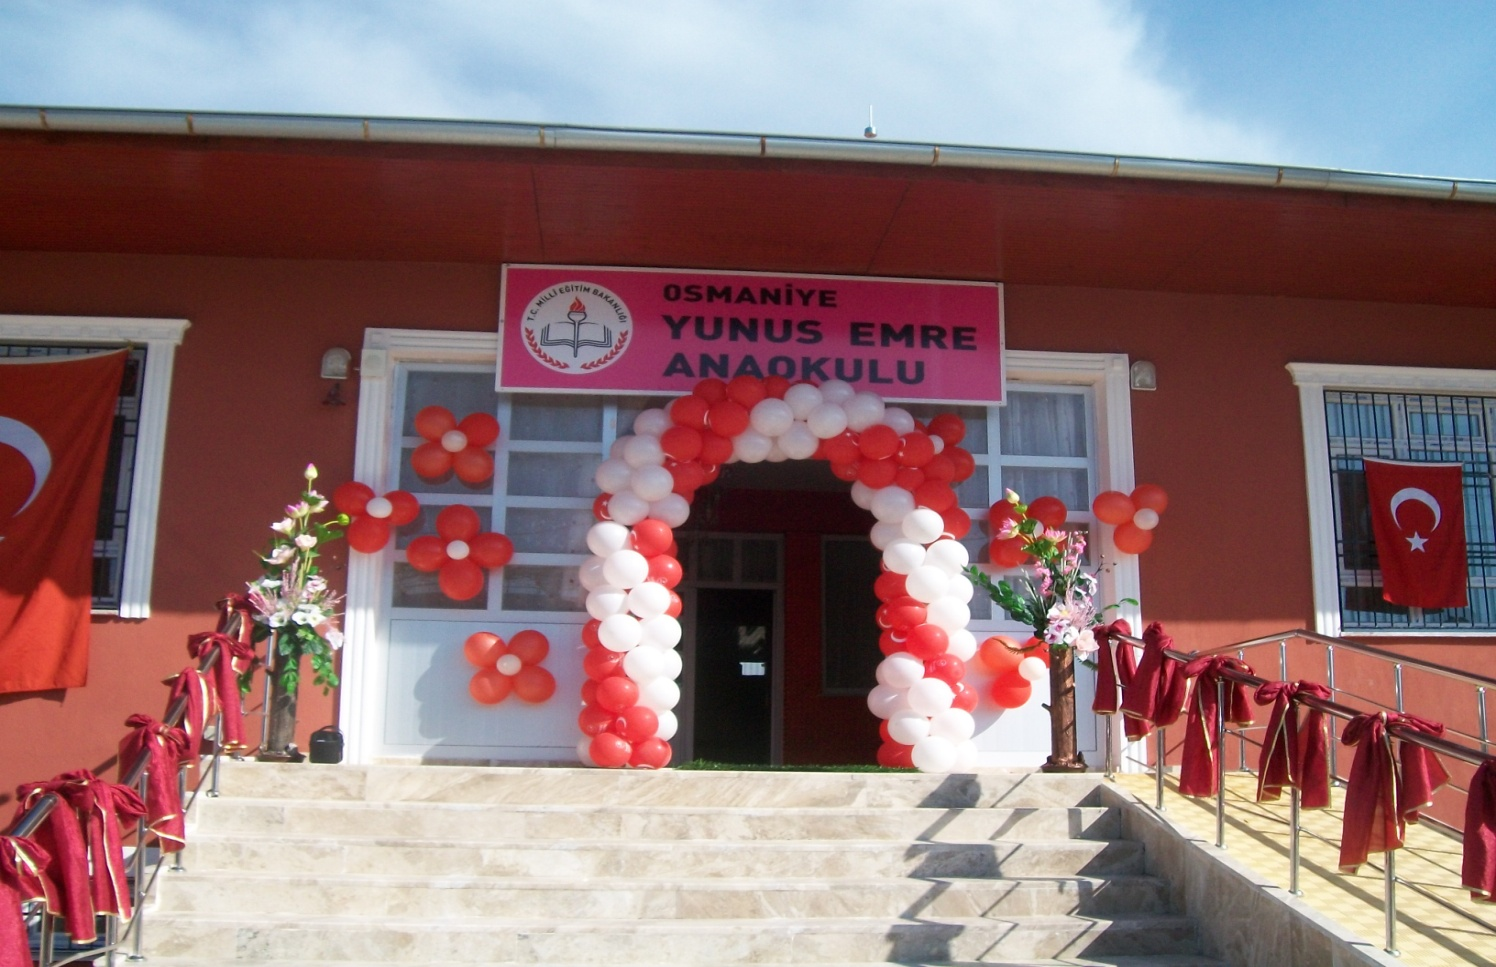 T.C. MİLLİ EĞİTİM BAKANLIĞI
OSMANİYE
YUNUS EMRE
ANAOKULU